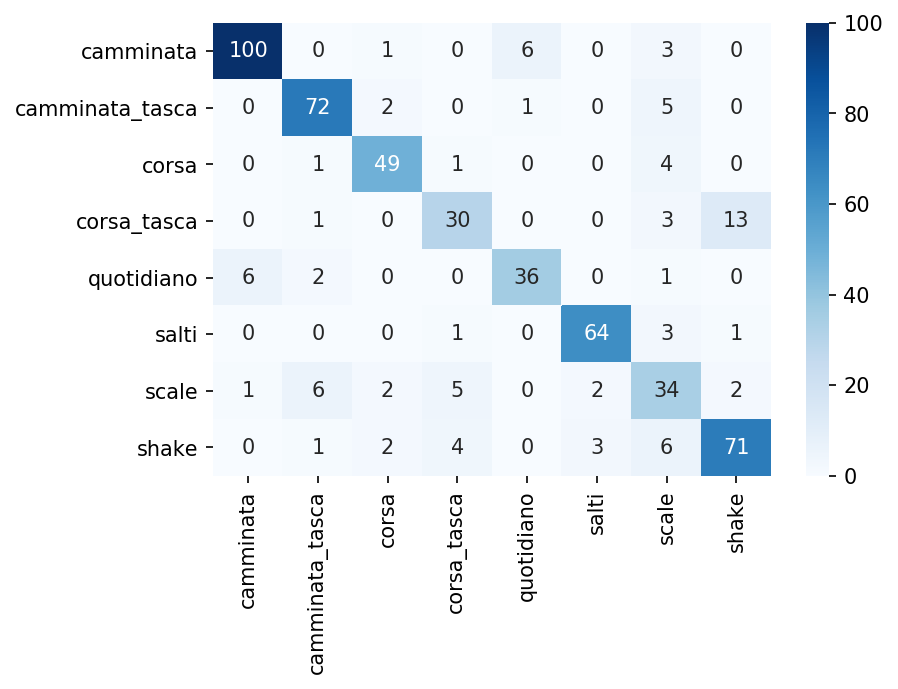 camminata 100 0 1 0 6 0 3 0
camminata_tasca 0 72 2 0 1 5 0
corsa 0 1 49 1 0 0 4 0
corsa_tasca 0 1 0 30 0 0 3 13
quotidiano 6 2 0 0 36 0 1 0
salti 0 0 0 1 0 64 3 1
scale 1 6 2 5 0 2 34 2
shake 0 1 2 4 0 3 6 71
camminata
camminata_tasca
corsa
corsa_tasca
quotidiano
salti
scale
shake
100
80
60
40
20
0